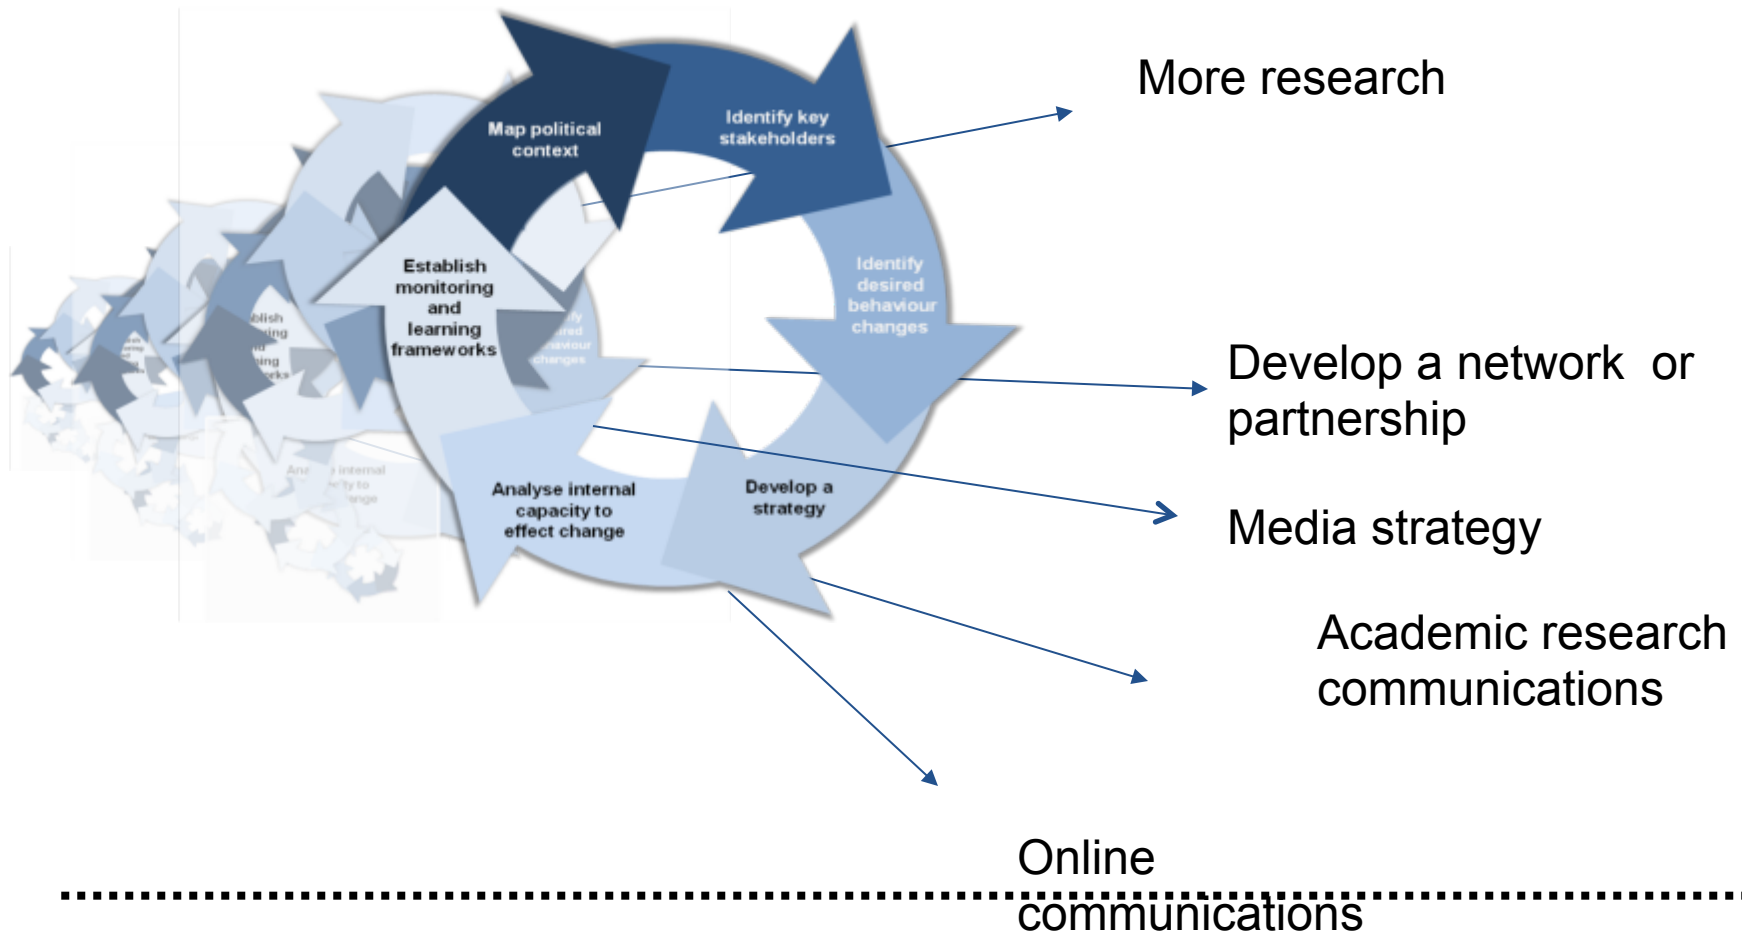 More research
Map political
context
Identify key
stakeholders
Establish
monitoring
and
learning
frameworks
Identify
desired
behaviour
changes
changes
Develop a network or
partnership
Analyse internal
capacity to
effect change
Develop a
strategy
Media strategy
Academic research
communications
Online
communications